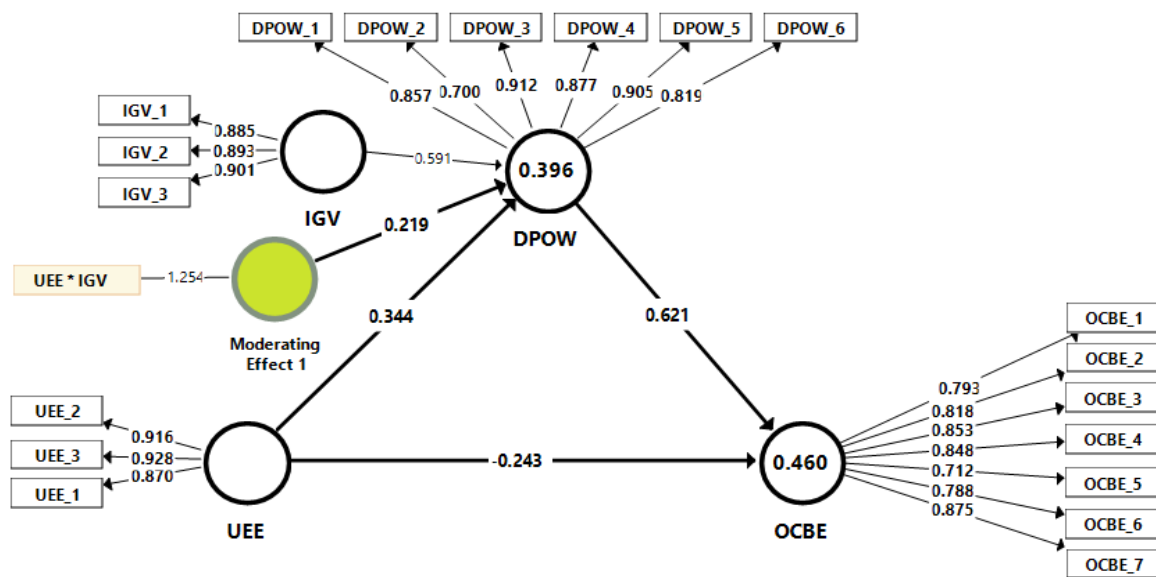 DPOW_1
DPOW_2
DPOW_3
DPOW_4
DPOW_5
DPOW_6
0.857
0.700
0.912
0.877
0.905
0.819
IGV_1
IGV_2
IGV_3
0.885
0.893
0.901
IGV
0.591
0.396
DPOW
0.219
UEE * IGV
1.254
Moderating
Effect 1
0.344
0.621
UEE_2
UEE_3
UEE_1
0.916
0.928
0.870
UEE
-0.243
0.460
OCBE
0.793
0.818
0.853
0.848
0.712
0.788
0.875
OCBE_1
OCBE_2
OCBE_3
OCBE_4
OCBE_5
OCBE_6
OCBE_7